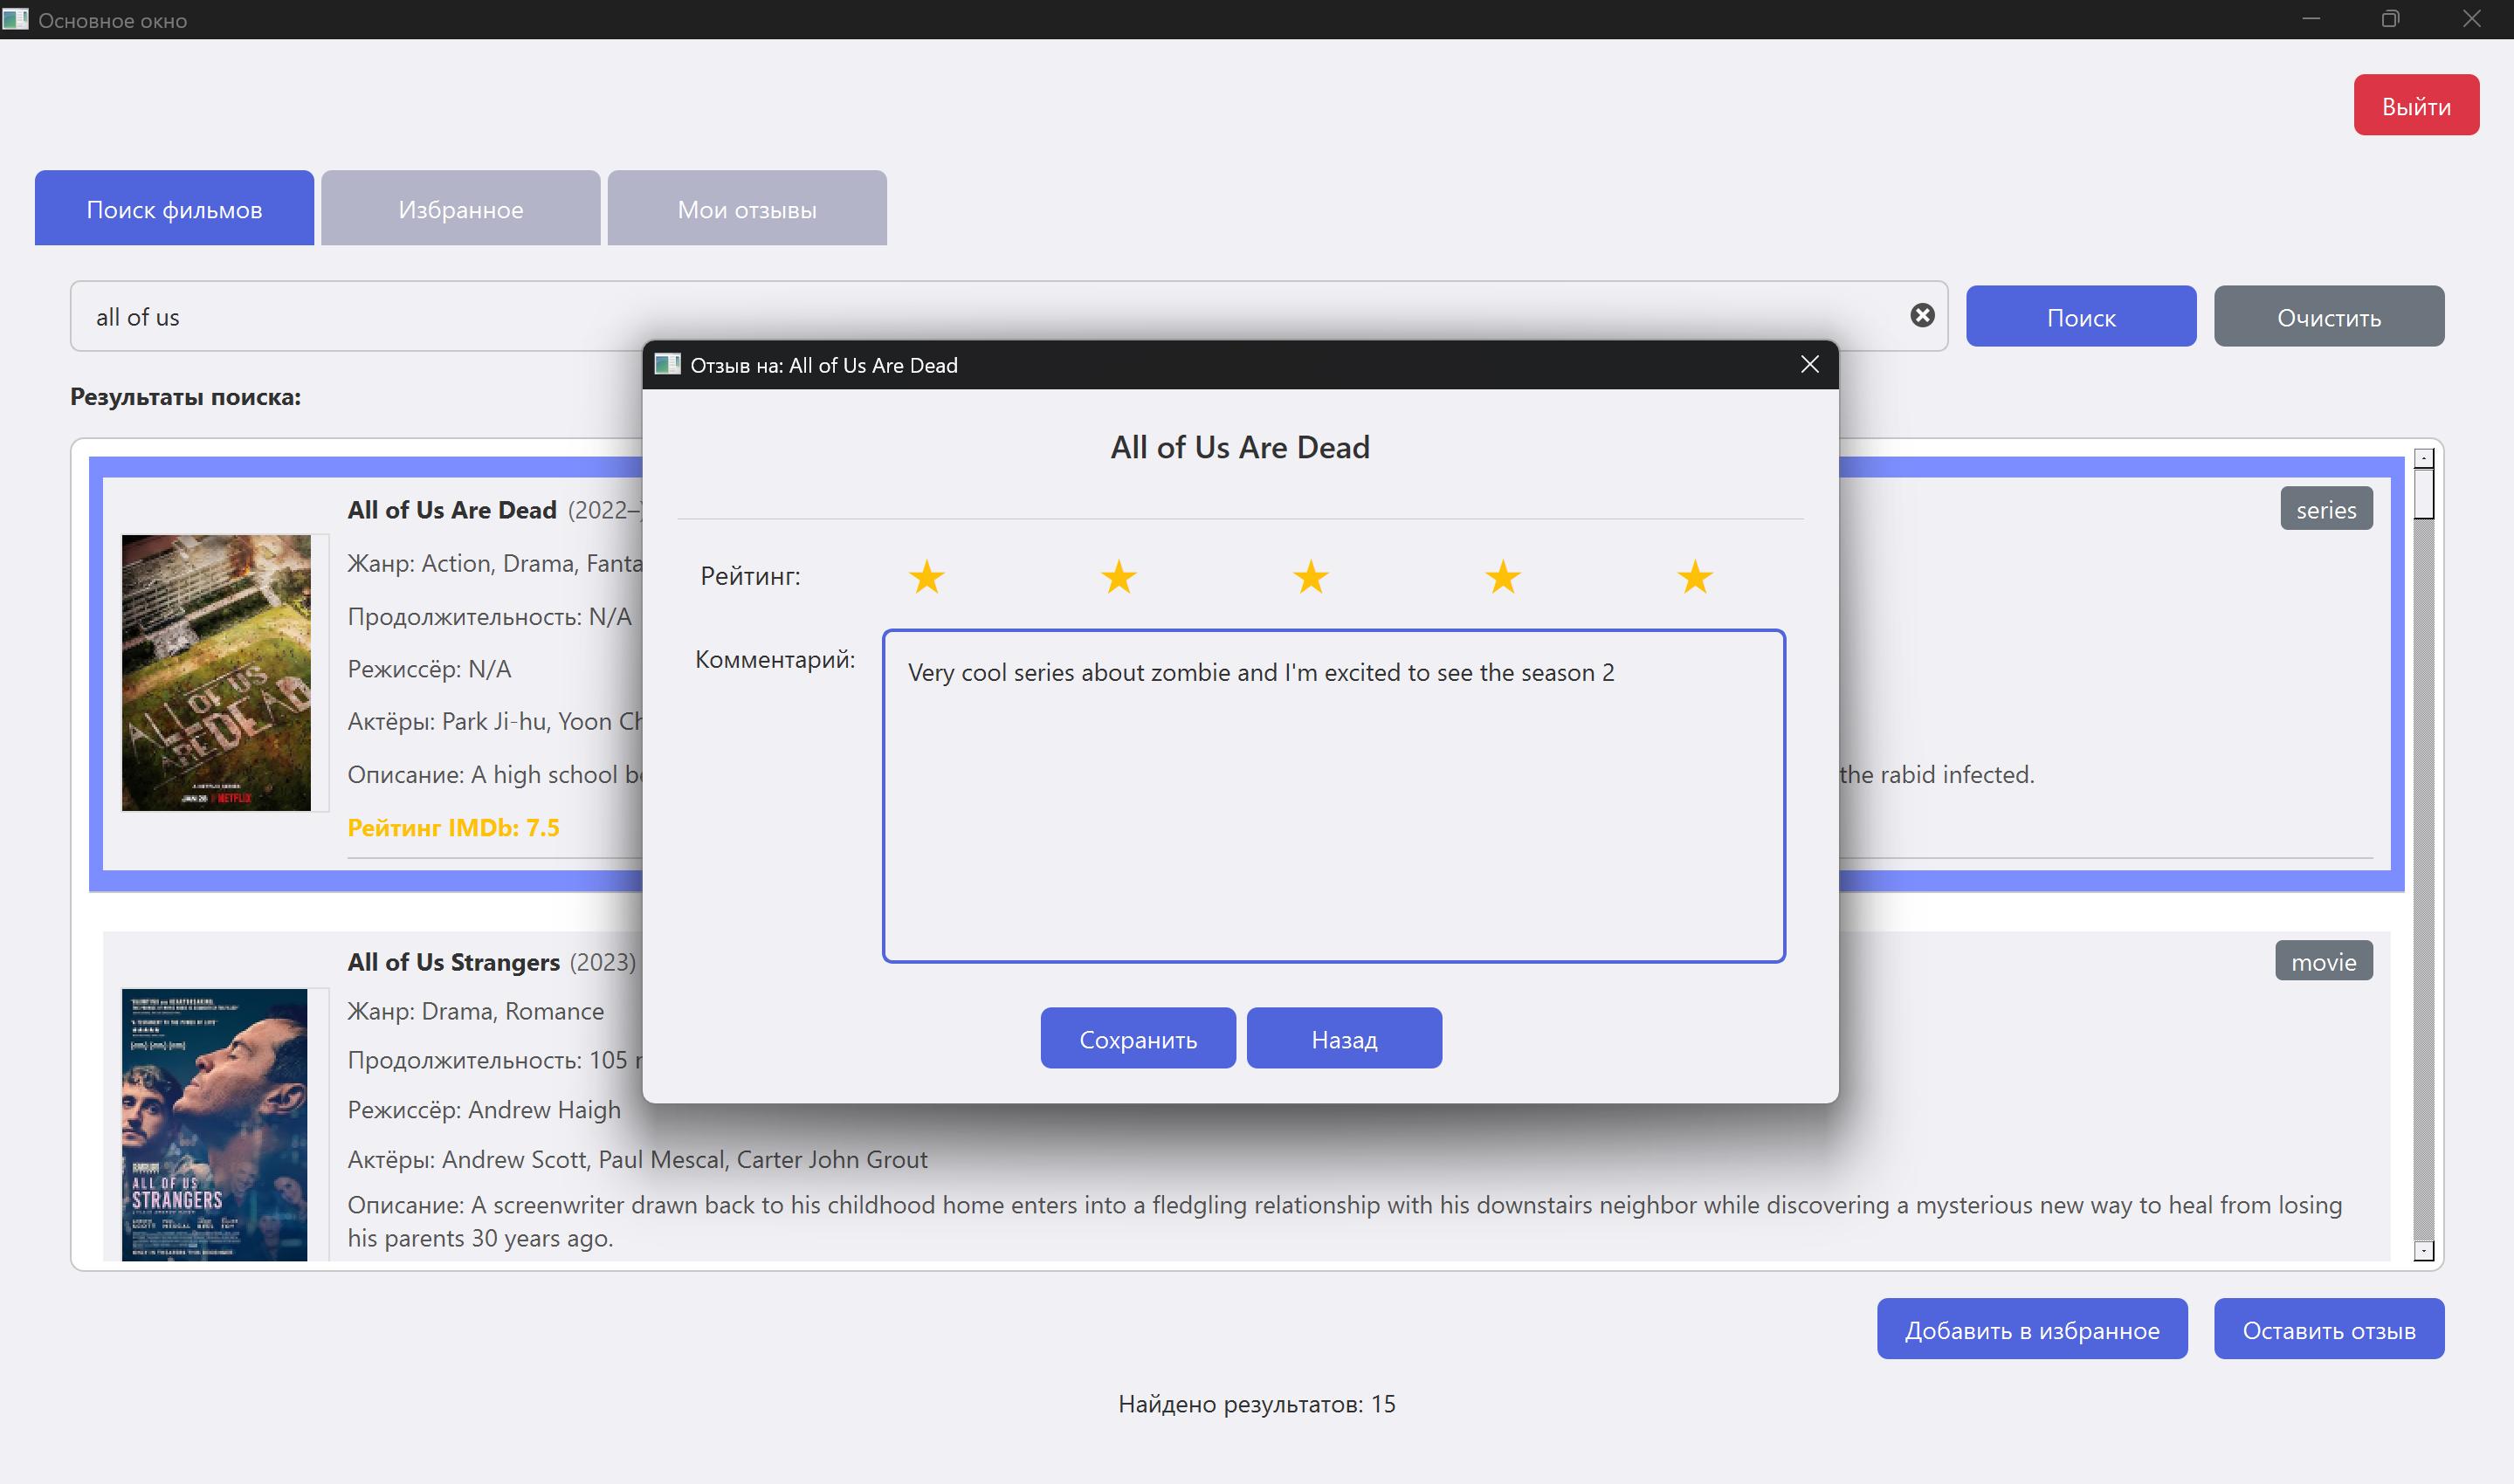 Основное окно
Выйти
Поиск фильмов
Избранное
Мои отзывы
all of us
Поиск
Очистить
Результаты поиска:
All of Us Are Dead (2022–)
series
Жанр: Action, Drama, Fanta
Продолжительность: N/A
Режиссёр: N/A
Актёры: Park Ji-hu, Yoon Ch
Описание: A high school be
the rabid infected.
Рейтинг IMDb: 7.5
ALL OF US
ARE DEAD
NETFLIX
Отзыв на: All of Us Are Dead
All of Us Are Dead
Рейтинг:
Комментарий:
Very cool series about zombie and I'm excited to see the season 2
Сохранить
Назад
All of Us Strangers (2023)
movie
Жанр: Drama, Romance
Продолжительность: 105 
Режиссёр: Andrew Haigh
Актёры: Andrew Scott, Paul Mescal, Carter John Grout
Описание: A screenwriter drawn back to his childhood home enters into a fledgling relationship with his downstairs neighbor while discovering a mysterious new way to heal from losing
his parents 30 years ago.
ALL OF US
STRANGERS
Добавить в избранное
Оставить отзыв
Найдено результатов: 15